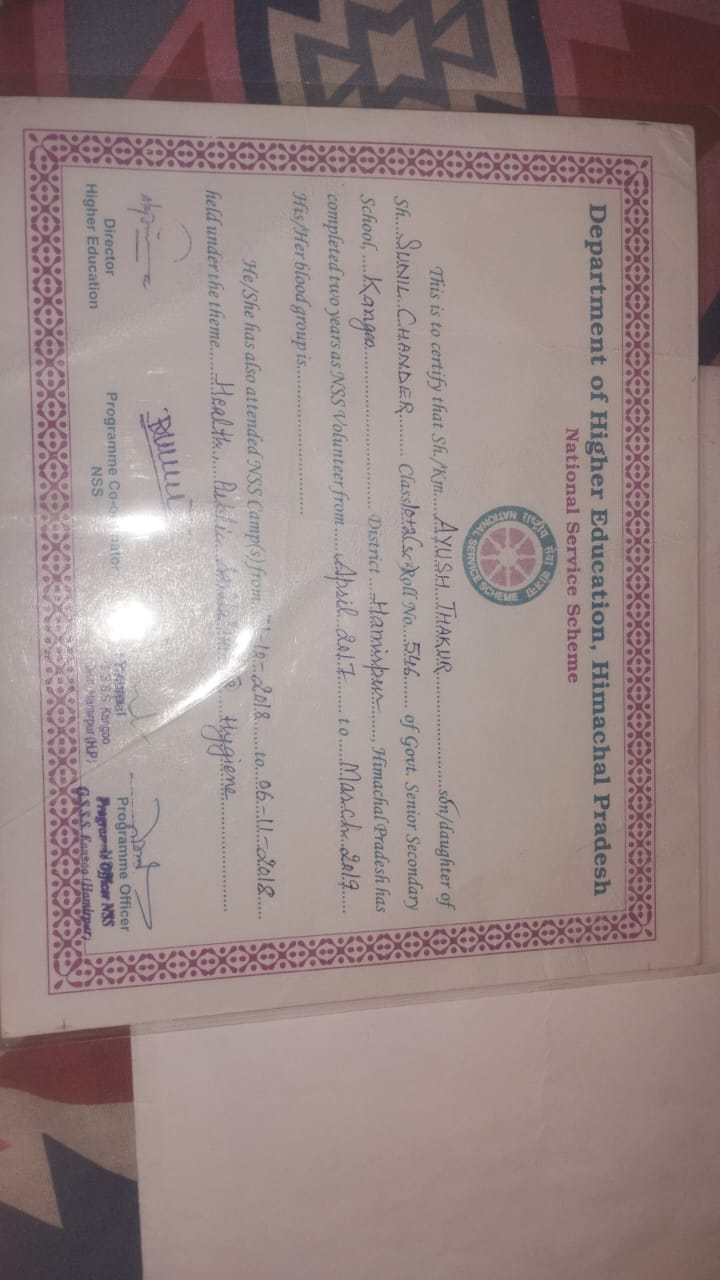 Department of Higher Education, Himachal Pradesh
National Service Scheme
राष्ट्रीय सेवा योजना
NATIONAL SERVICE SCHEME
This is to certify that Sh./Km....AYUSH THAKUR..............son/daughter of
Sh....SUNIL CHANDER........ Class 10+2(sc) Roll No....546...... of Govt. Senior Secondary
School, ....Kangoo.............................. District....Hamirpur......, Himachal Pradesh has
completed two years as NSS Volunteer from......April 2017........ to .....March 2019......
His/Her blood group is..............................
He/She has also attended NSS Camp(s) from...-10-2018.....to...06-11-2018.....
held under the theme......Health, Public Hygiene..........................
Director
Higher Education
Programme Co-ordinator
NSS
Principal
G.S.S.S. Kangoo
Distt. Hamirpur (H.P.)
Programme Officer
Program Officer NSS
G.S.S.S. Kangoo (Hamirpur)